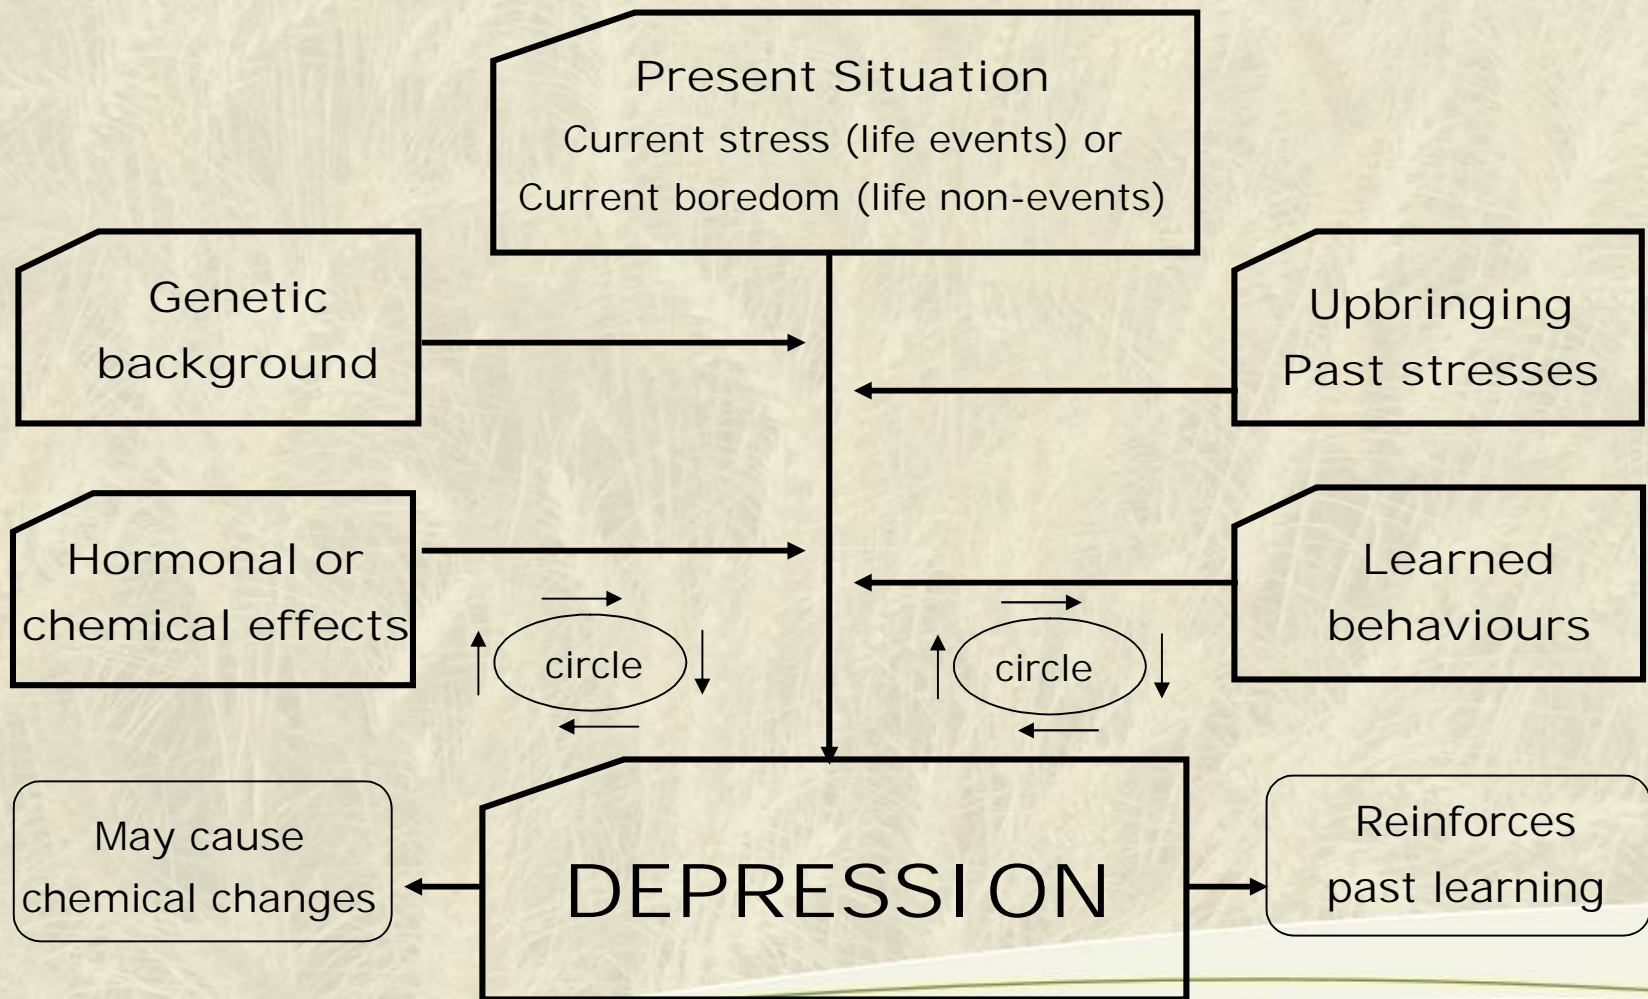 Present Situation
Current stress (life events) or
Current boredom (life non-events)
Genetic
background
Upbringing
Past stresses
Hormonal or
chemical effects
Learned
behaviours
circle
circle
May cause
chemical changes
DEPRESSION
Reinforces
past learning